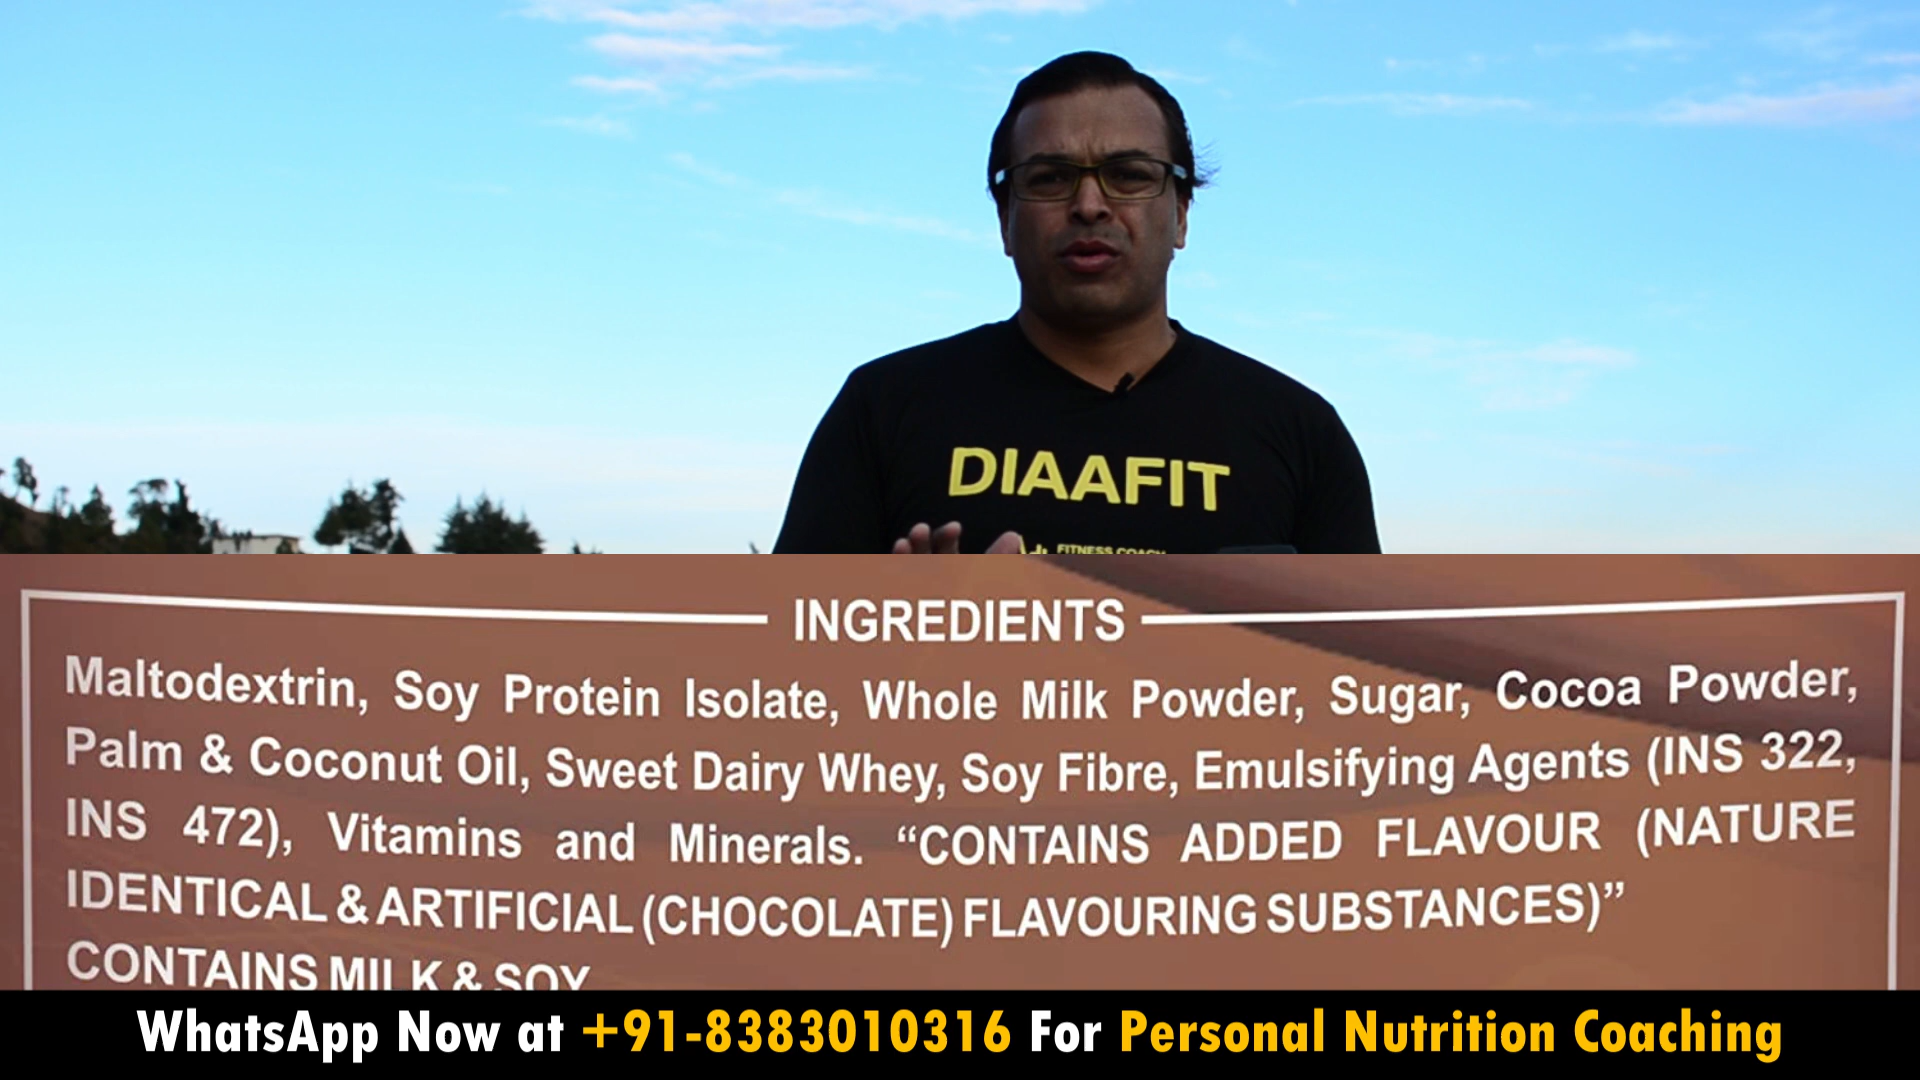 DIAAFIT
FITNESS COACH
INGREDIENTS
Maltodextrin, Soy Protein Isolate, Whole Milk Powder, Sugar, Cocoa Powder,
Palm & Coconut Oil, Sweet Dairy Whey, Soy Fibre, Emulsifying Agents (INS 322,
INS 472), Vitamins and Minerals. “CONTAINS ADDED FLAVOUR (NATURE
IDENTICAL & ARTIFICIAL (CHOCOLATE) FLAVOURING SUBSTANCES)”
CONTAINS MILK & SOY
WhatsApp Now at +91-8383010316 For Personal Nutrition Coaching